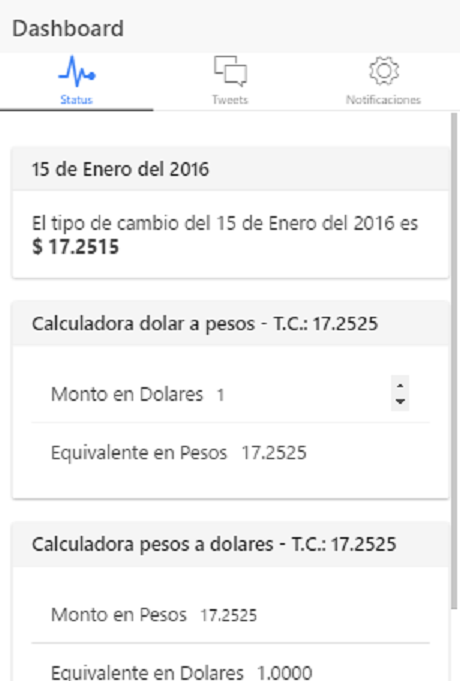 Dashboard
Status
Tweets
Notificaciones
15 de Enero del 2016
El tipo de cambio del 15 de Enero del 2016 es
$ 17.2515
Calculadora dolar a pesos - T.C.: 17.2525
Monto en Dolares 1
Equivalente en Pesos 17.2525
Calculadora pesos a dolares - T.C.: 17.2525
Monto en Pesos 17.2525
Equivalente en Dolares 1.0000